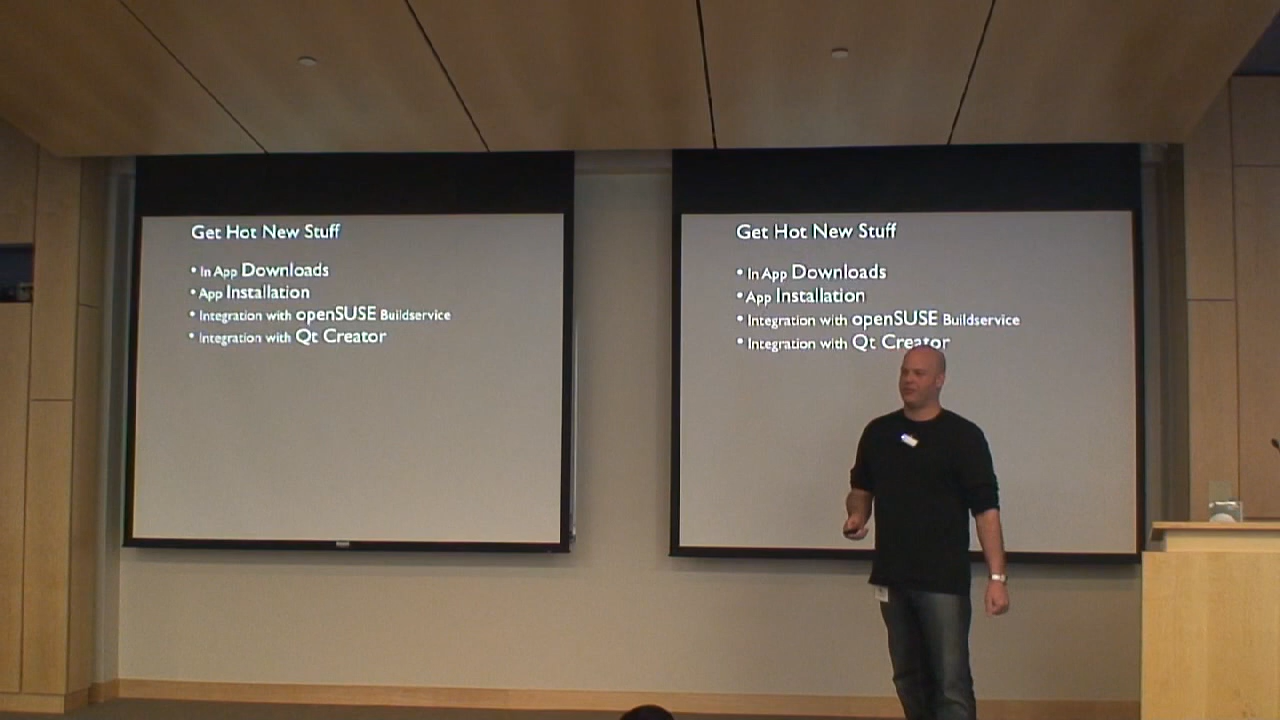 Get Hot New Stuff
• In App Downloads
• App Installation
• Integration with openSUSE Buildservice
• Integration with Qt Creator
Get Hot New Stuff
• In App Downloads
• App Installation
• Integration with openSUSE Buildservice
• Integration with Qt Creator